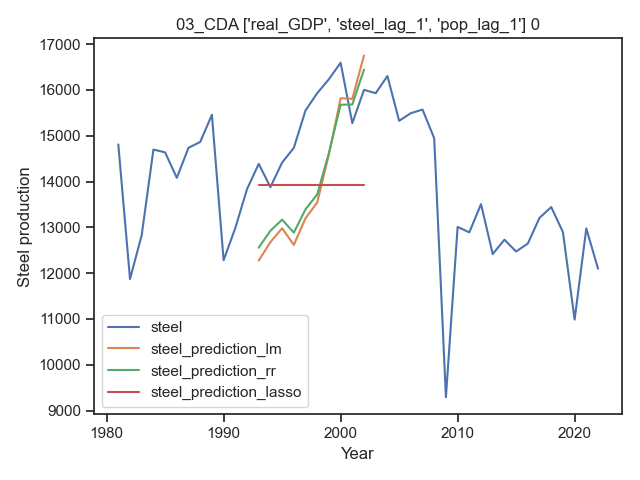 03_CDA ['real_GDP', 'steel_lag_1', 'pop_lag_1'] 0
17000
16000
15000
14000
13000
12000
11000
10000
9000
Steel production
steel
steel_prediction_lm
steel_prediction_rr
steel_prediction_lasso
1980
1990
2000
2010
2020
Year